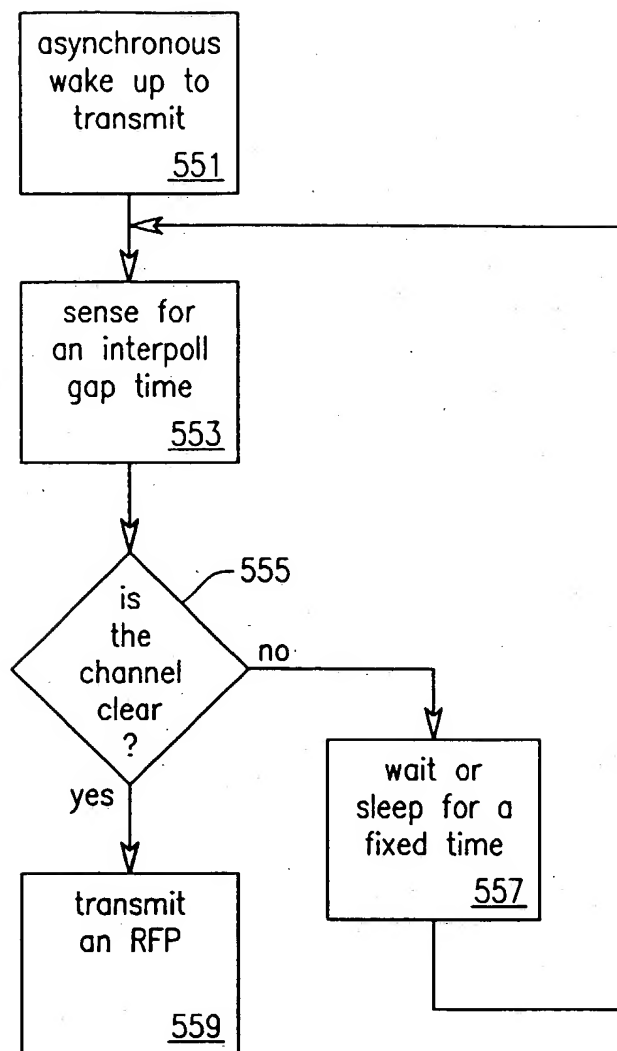 asynchronous
wake up to
transmit
551
sense for
an interpoll
gap time
553
555
is
the
channel
clear
?
no
yes
wait or
sleep for a
fixed time
557
transmit
an RFP
559